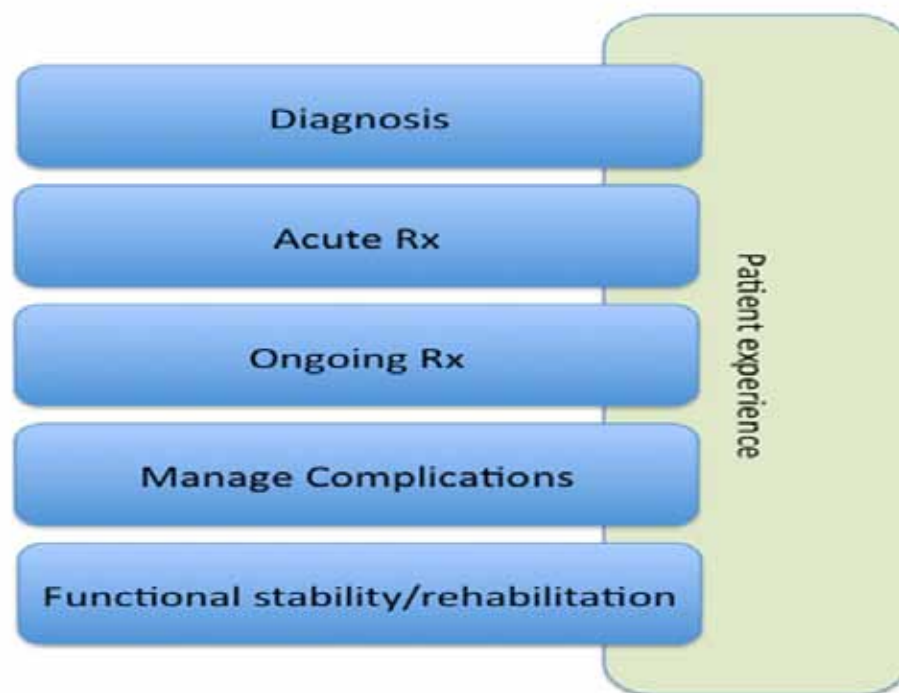 Diagnosis
Acute Rx
Ongoing Rx
Manage Complications
Functional stability/rehabilitation
Patient experience